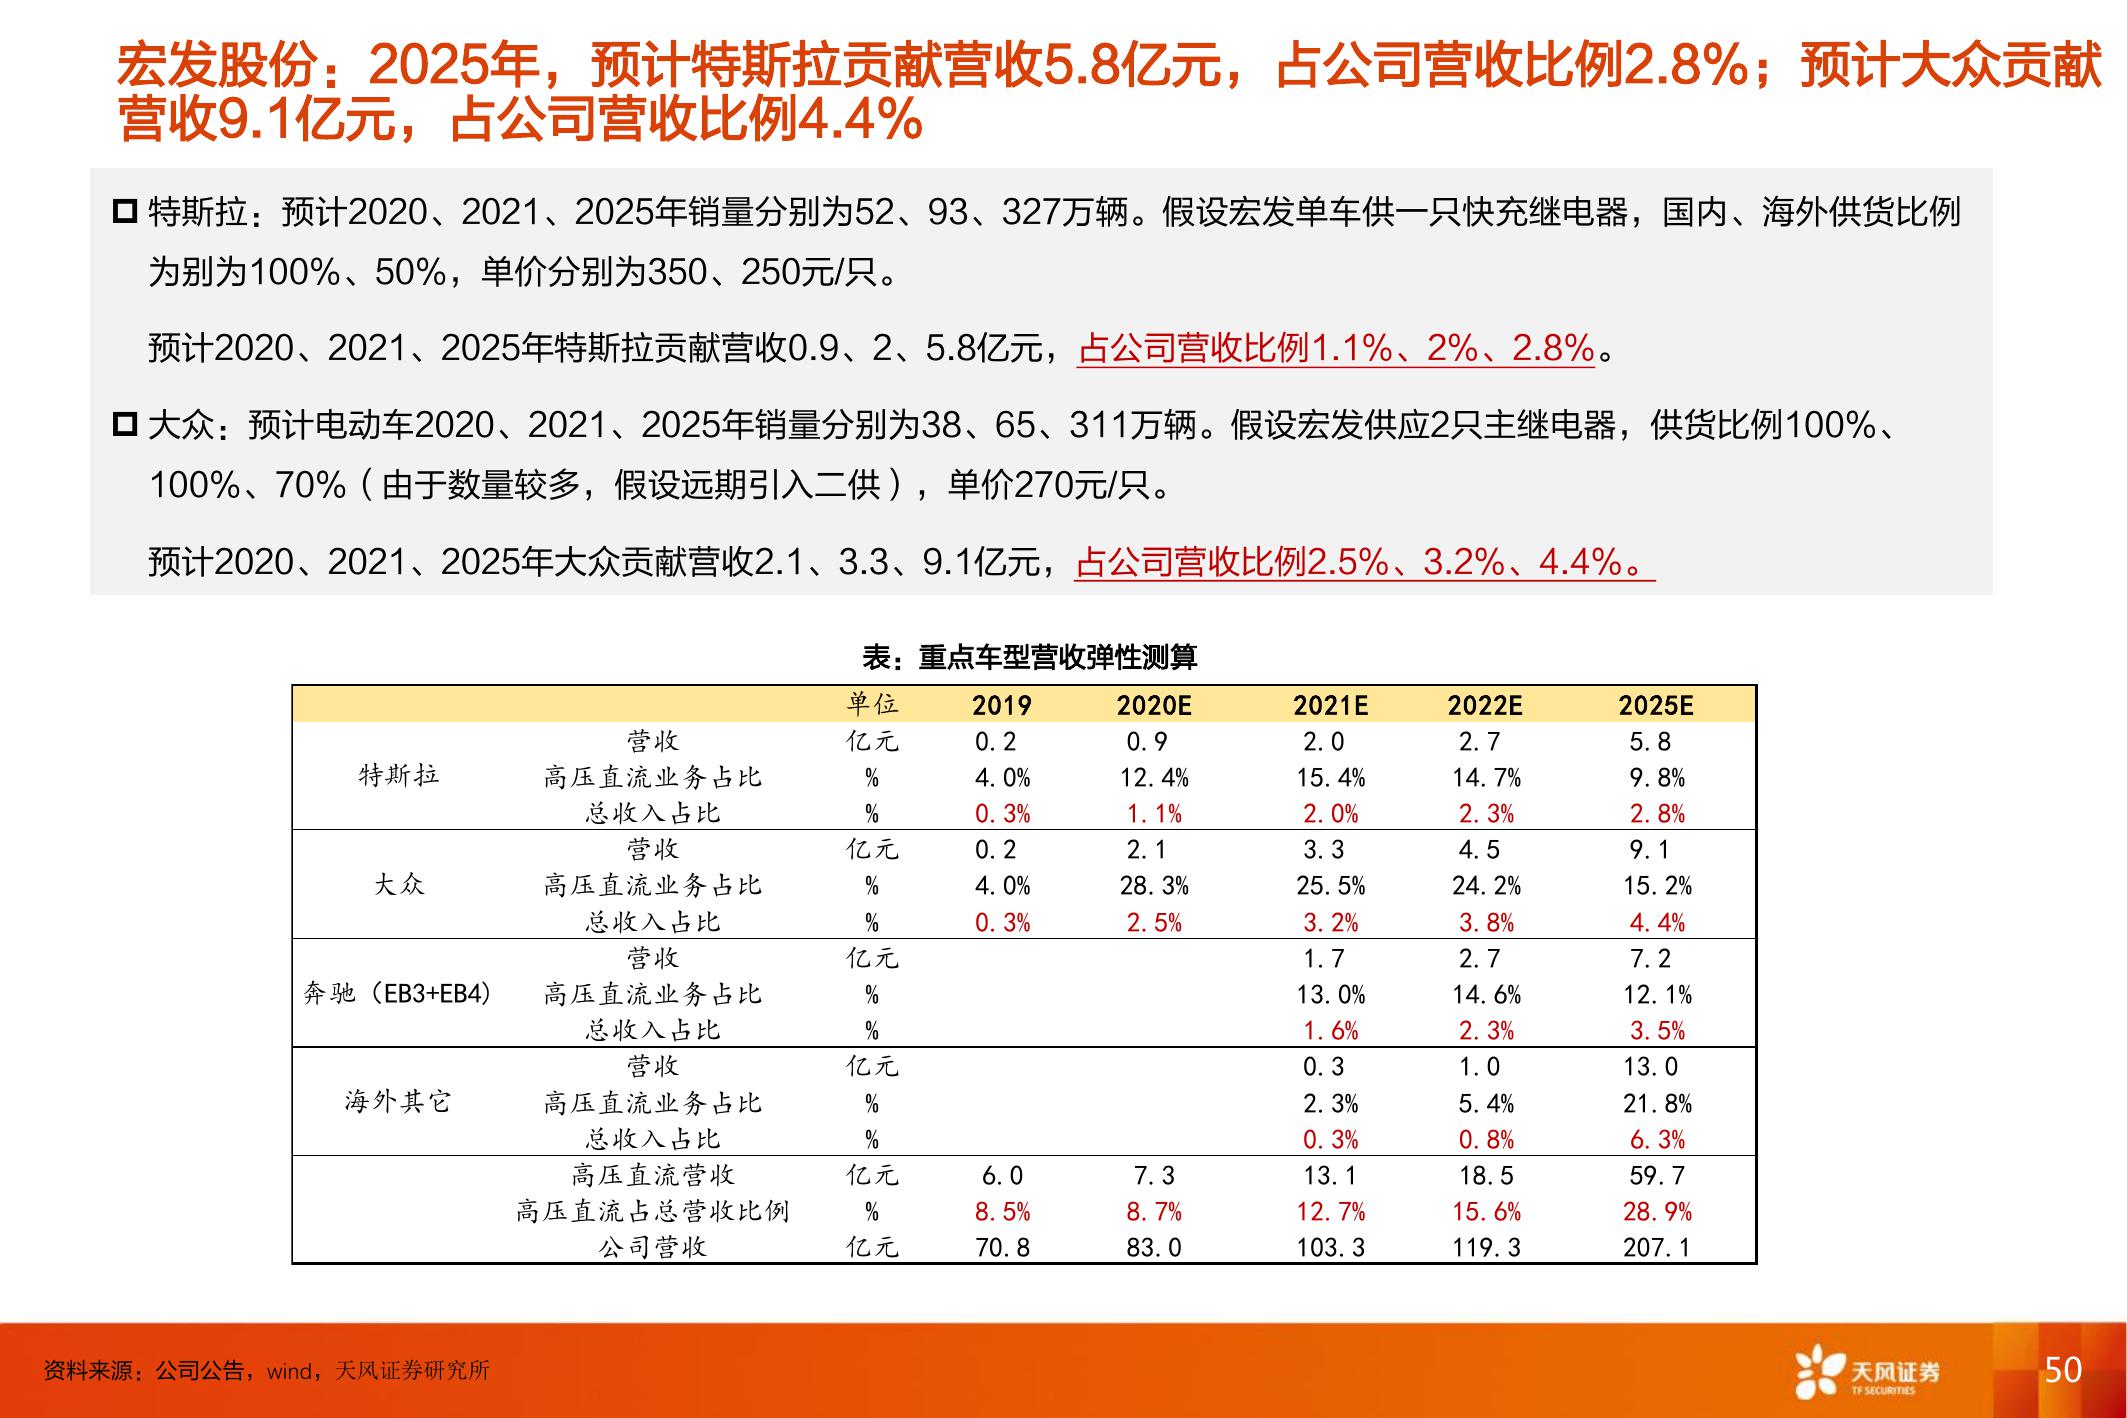 宏发股份：2025年，预计特斯拉贡献营收5.8亿元，占公司营收比例2.8%；预计大众贡献
营收9.1亿元，占公司营收比例4.4%
特斯拉：预计2020、2021、2025年销量分别为52、93、327万辆。假设宏发单车供一只快充继电器，国内、海外供货比例
为别为100%、50%，单价分别为350、250元/只。
预计2020、2021、2025年特斯拉贡献营收0.9、2、5.8亿元，占公司营收比例1.1%、2%、2.8%。
大众：预计电动车2020、2021、2025年销量分别为38、65、311万辆。假设宏发供应2只主继电器，供货比例100%、
100%、70%（由于数量较多，假设远期引入二供），单价270元/只。
预计2020、2021、2025年大众贡献营收2.1、3.3、9.1亿元，占公司营收比例2.5%、3.2%、4.4%。
表：重点车型营收弹性测算
单位 2019 2020E 2021E 2022E 2025E
营收 亿元 0.2 0.9 2.0 2.7 5.8
特斯拉 高压直流业务占比 % 4.0% 12.4% 15.4% 14.7% 9.8%
总收入占比 % 0.3% 1.1% 2.0% 2.3% 2.8%
营收 亿元 0.2 2.1 3.3 4.5 9.1
大众 高压直流业务占比 % 4.0% 28.3% 25.5% 24.2% 15.2%
总收入占比 % 0.3% 2.5% 3.2% 3.8% 4.4%
营收 亿元 1.7 2.7 7.2
奔驰（EB3+EB4） 高压直流业务占比 % 13.0% 14.6% 12.1%
总收入占比 % 1.6% 2.3% 3.5%
营收 亿元 0.3 1.0 13.0
海外其它 高压直流业务占比 % 2.3% 5.4% 21.8%
总收入占比 % 0.3% 0.8% 6.3%
高压直流营收 亿元 6.0 7.3 13.1 18.5 59.7
高压直流占总营收比例 % 8.5% 8.7% 12.7% 15.6% 28.9%
公司营收 亿元 70.8 83.0 103.3 119.3 207.1
资料来源：公司公告，wind，天风证券研究所
天风证券
TF SECURITIES
50